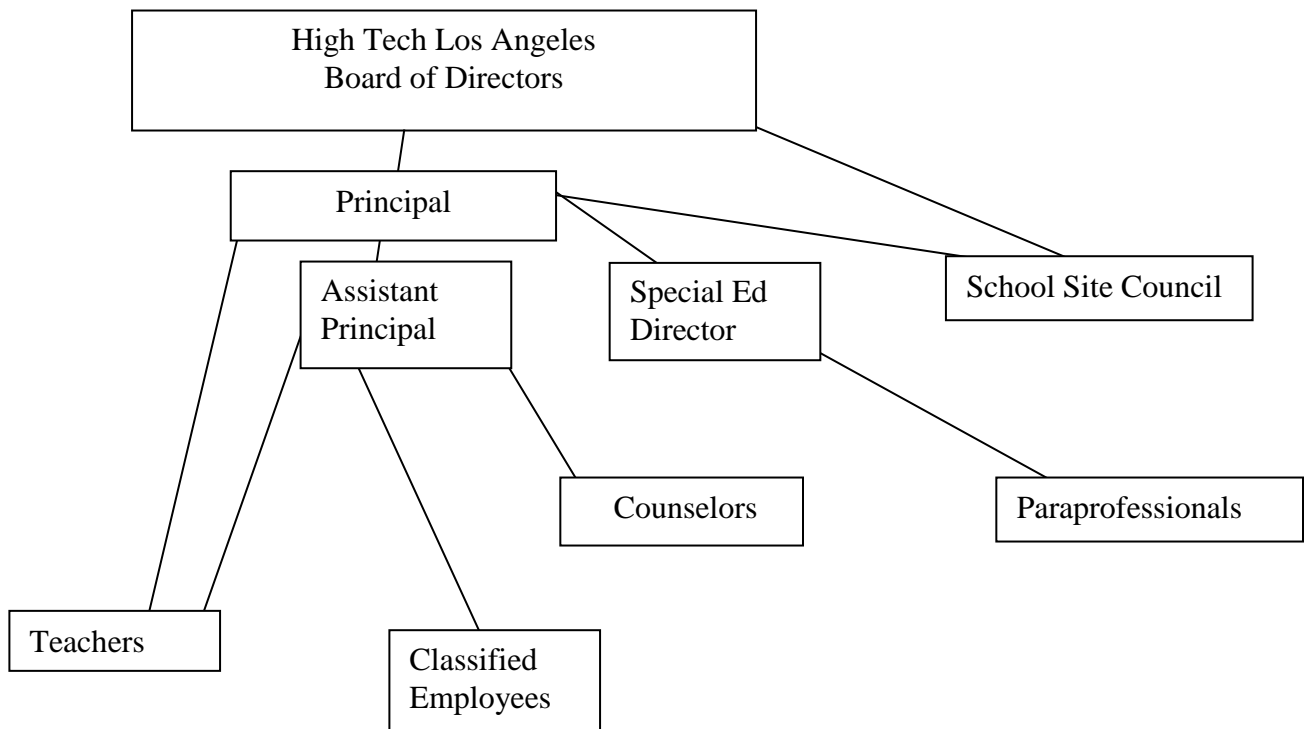 High Tech Los Angeles
Board of Directors
Principal
Assistant
Principal
Special Ed
Director
School Site Council
Counselors
Paraprofessionals
Teachers
Classified
Employees